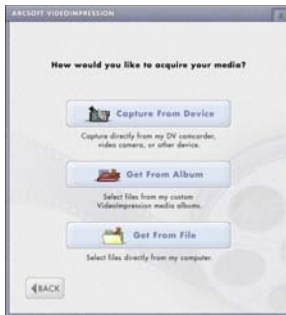 ARCSOFT VIDEOIMPRESSION
How would you like to acquire your media?
Capture From Device
Capture directly from my DV camcorder,
video camera, or other device.
Get From Album
Select files from my custom
VideoImpression media albums.
Get From File
Select files directly from my computer.
BACK